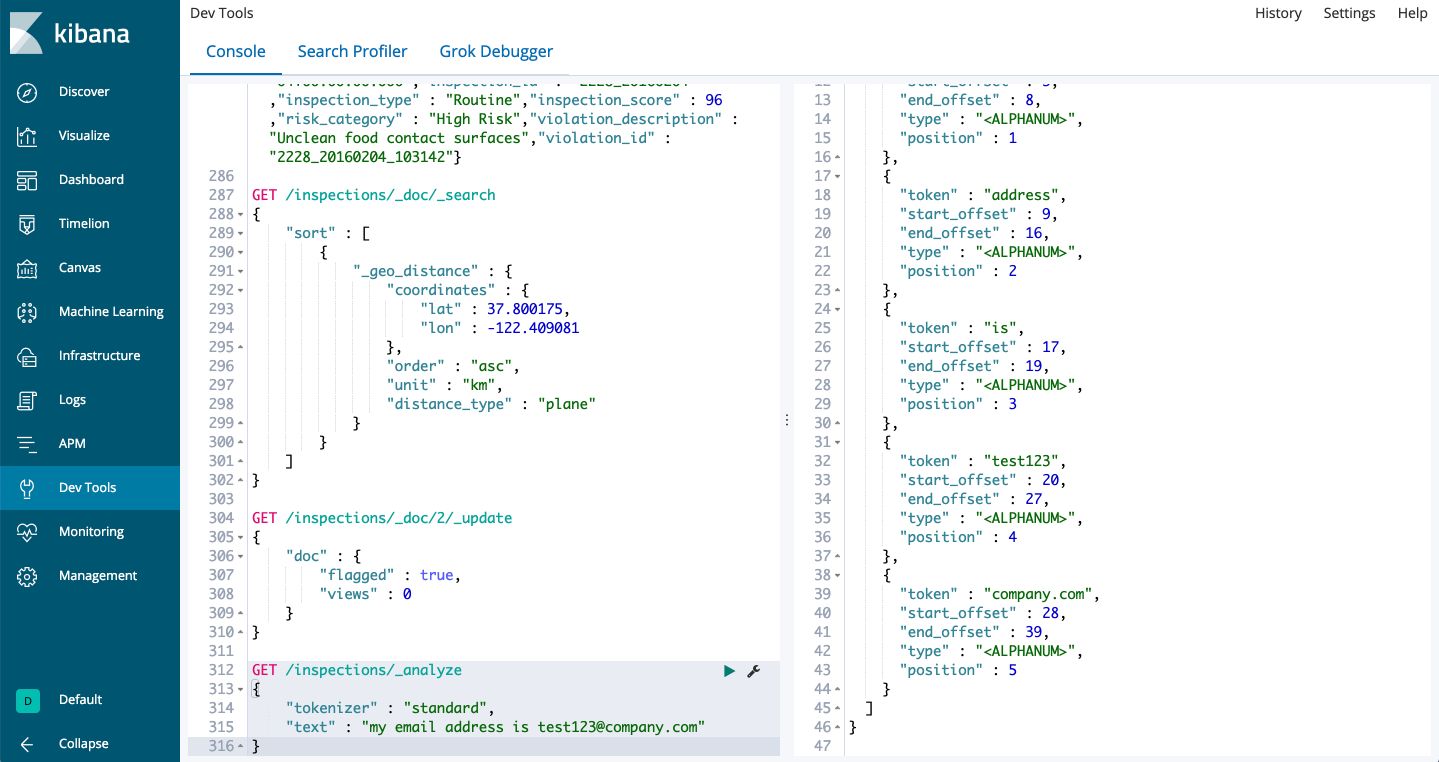 kibana
Discover
Visualize
Dashboard
Timelion
Canvas
Machine Learning
Infrastructure
Logs
APM
Dev Tools
Monitoring
Management
D
Default
Collapse
Dev Tools
History
Settings
Help
Console
Search Profiler
Grok Debugger
,"inspection_type" : "Routine","inspection_score" : 96
,"risk_category" : "High Risk","violation_description" :
"Unclean food contact surfaces","violation_id" :
"2228_20160204_103142"}
286
287 GET /inspections/_doc/_search
288 {
289 "sort" : [
290 {
291 "_geo_distance" : {
292 "coordinates" : {
293 "lat" : 37.800175,
294 "lon" : -122.409081
295 },
296 "order" : "asc",
297 "unit" : "km",
298 "distance_type" : "plane"
299 }
300 }
301 ]
302 }
303
304 GET /inspections/_doc/2/_update
305 {
306 "doc" : {
307 "flagged" : true,
308 "views" : 0
309 }
310 }
311
312 GET /inspections/_analyze
313 {
314 "tokenizer" : "standard",
315 "text" : "my email address is test123@company.com"
316 }
13 "end_offset" : 8,
14 "type" : "<ALPHANUM>",
15 "position" : 1
16 },
17 {
18 "token" : "address",
19 "start_offset" : 9,
20 "end_offset" : 16,
21 "type" : "<ALPHANUM>",
22 "position" : 2
23 },
24 {
25 "token" : "is",
26 "start_offset" : 17,
27 "end_offset" : 19,
28 "type" : "<ALPHANUM>",
29 "position" : 3
30 },
31 {
32 "token" : "test123",
33 "start_offset" : 20,
34 "end_offset" : 27,
35 "type" : "<ALPHANUM>",
36 "position" : 4
37 },
38 {
39 "token" : "company.com",
40 "start_offset" : 28,
41 "end_offset" : 39,
42 "type" : "<ALPHANUM>",
43 "position" : 5
44 }
45 ]
46 }
47